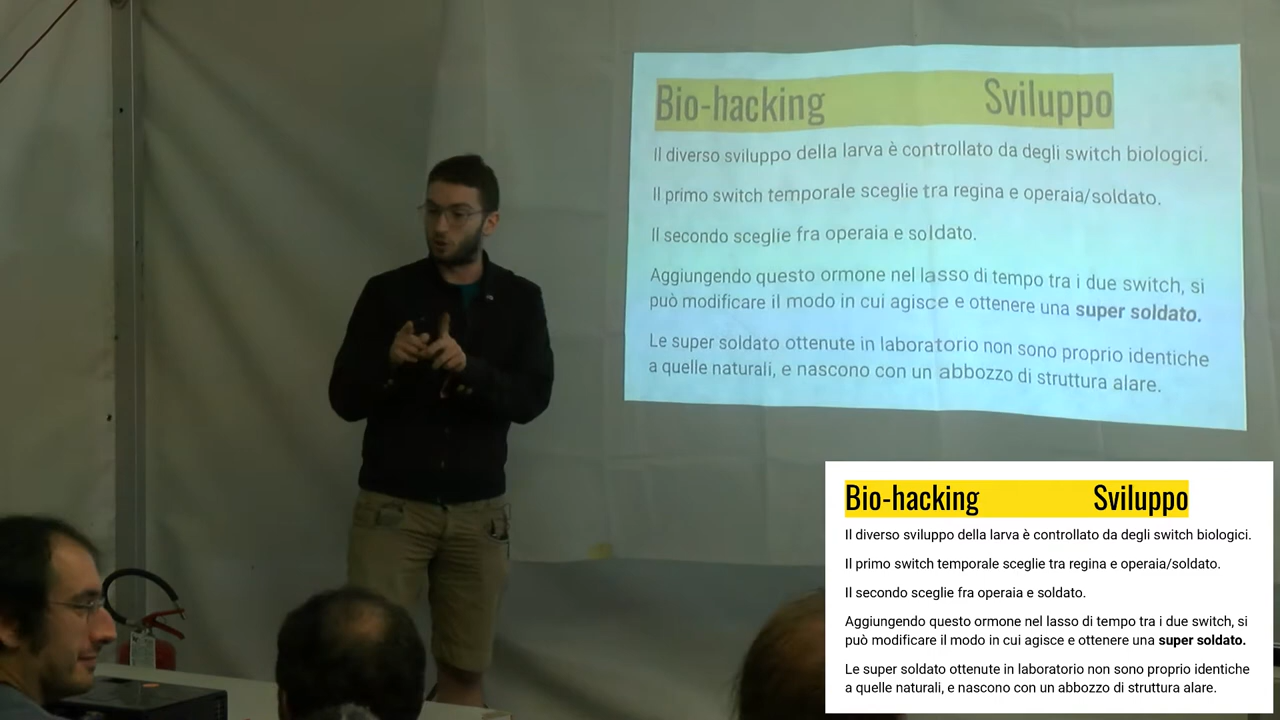 Bio-hacking Sviluppo
Il diverso sviluppo della larva è controllato da degli switch biologici.
Il primo switch temporale sceglie tra regina e operaia/soldato.
Il secondo sceglie fra operaia e soldato.
Aggiungendo questo ormone nel lasso di tempo tra i due switch, si
può modificare il modo in cui agisce e ottenere una super soldato.
Le super soldato ottenute in laboratorio non sono proprio identiche
a quelle naturali, e nascono con un abbozzo di struttura alare.
Bio-hacking Sviluppo
Il diverso sviluppo della larva è controllato da degli switch biologici.
Il primo switch temporale sceglie tra regina e operaia/soldato.
Il secondo sceglie fra operaia e soldato.
Aggiungendo questo ormone nel lasso di tempo tra i due switch, si
può modificare il modo in cui agisce e ottenere una super soldato.
Le super soldato ottenute in laboratorio non sono proprio identiche
a quelle naturali, e nascono con un abbozzo di struttura alare.